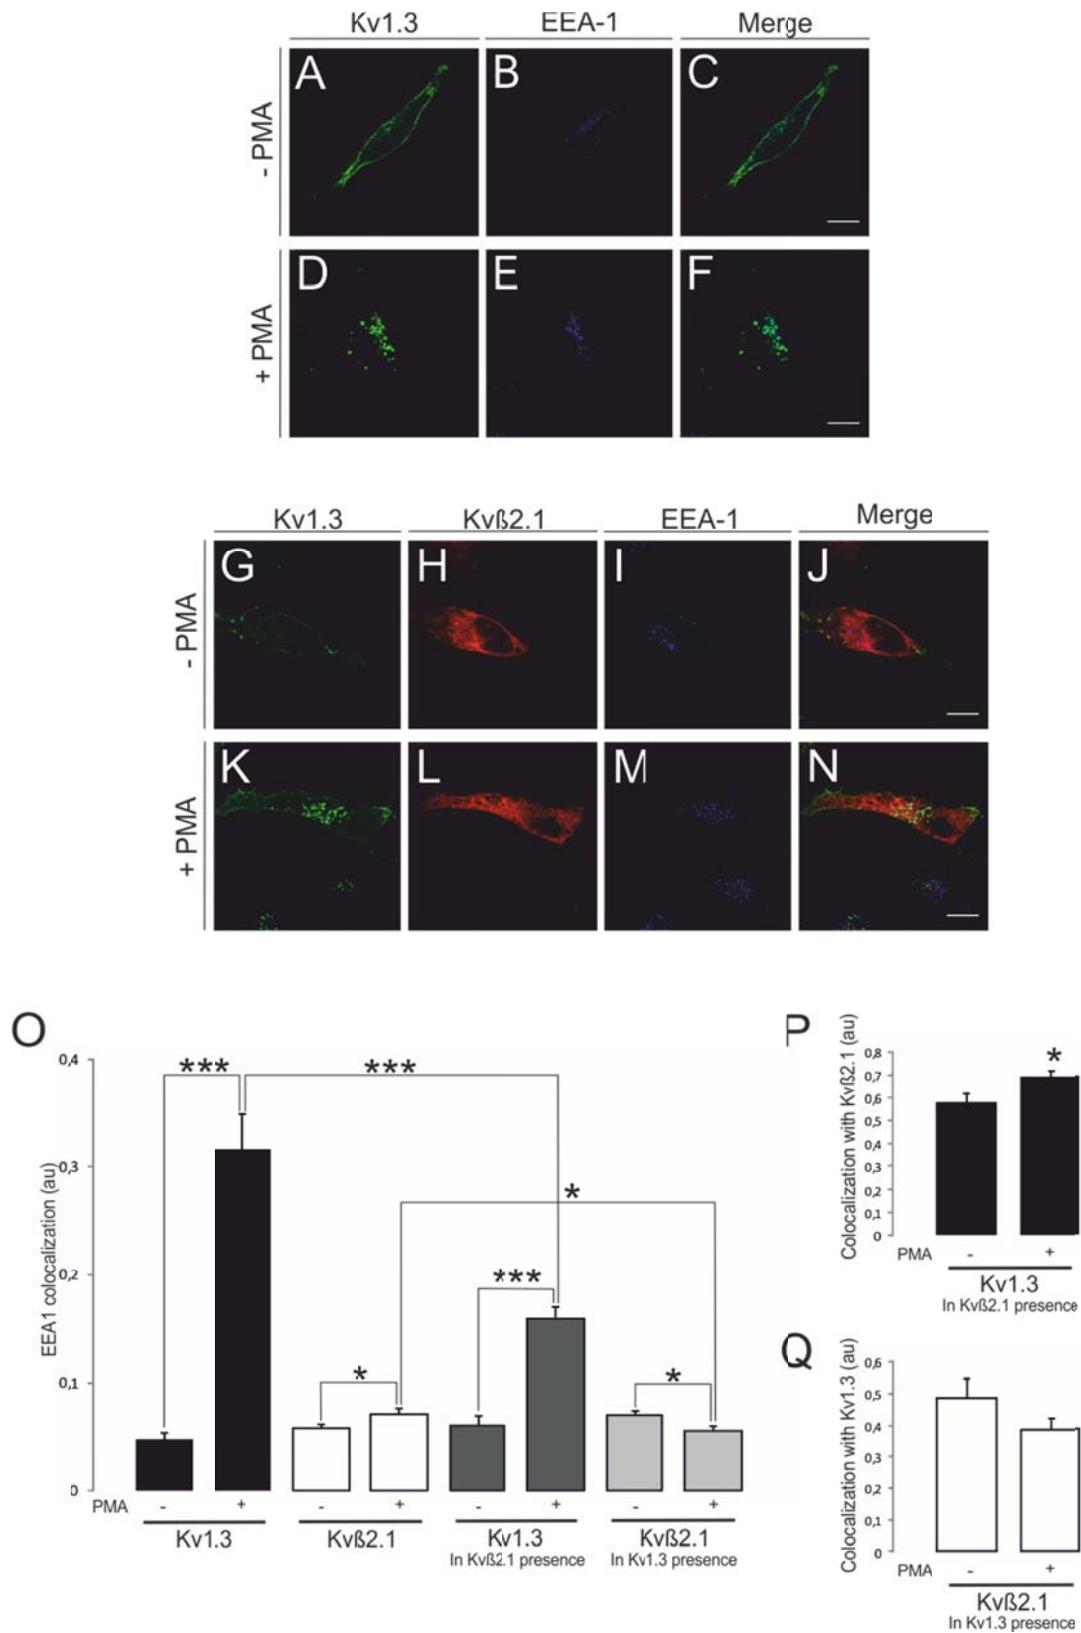 Kv1.3 EEA-1 Merge
A B C
- PMA
D E F
+ PMA
Kv1.3 Kvß2.1 EEA-1 Merge
G H I J
- PMA
K L M N
+ PMA
O
EEA1 colocalization (au)
0,4
0,3
0,2
0,1
0
*** *** * *** * *
PMA - + - + - + - +
Kv1.3 Kvß2.1 Kv1.3 Kvß2.1
In Kvß2.1 presence In Kv1.3 presence
P
Colocalization with Kvß2.1 (au)
0,8
0,7
0,6
0,5
0,4
0,3
0,2
0,1
0
*
PMA - +
Kv1.3
In Kvß2.1 presence
Q
Colocalization with Kv1.3 (au)
0,6
0,5
0,4
0,3
0,2
0,1
0
PMA - +
Kvß2.1
In Kv1.3 presence